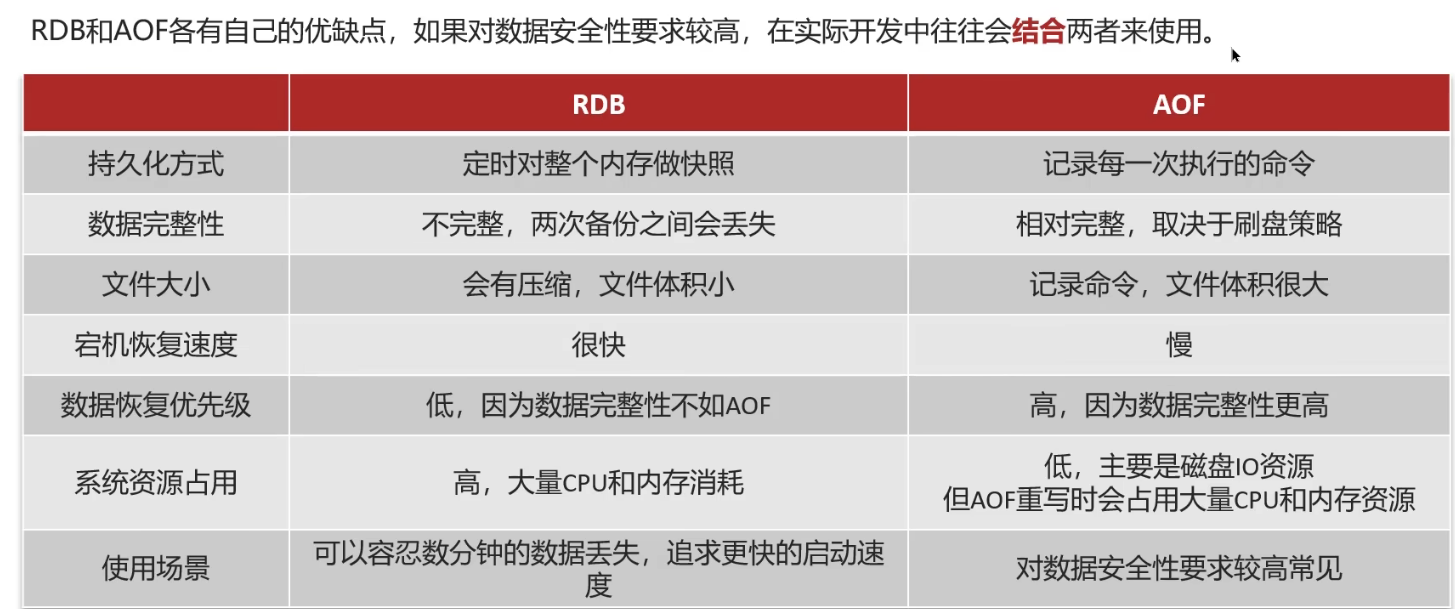 RDB和AOF各有自己的优缺点，如果对数据安全性要求较高，在实际开发中往往会结合两者来使用。
RDB AOF
持久化方式 定时对整个内存做快照 记录每一次执行的命令
数据完整性 不完整，两次备份之间会丢失 相对完整，取决于刷盘策略
文件大小 会有压缩，文件体积小 记录命令，文件体积很大
宕机恢复速度 很快 慢
数据恢复优先级 低，因为数据完整性不如AOF 高，因为数据完整性更高
系统资源占用 高，大量CPU和内存消耗 低，主要是磁盘IO资源
但AOF重写时会占用大量CPU和内存资源
使用场景 可以容忍数分钟的数据丢失，追求更快的启动速
度 对数据安全性要求较高常见